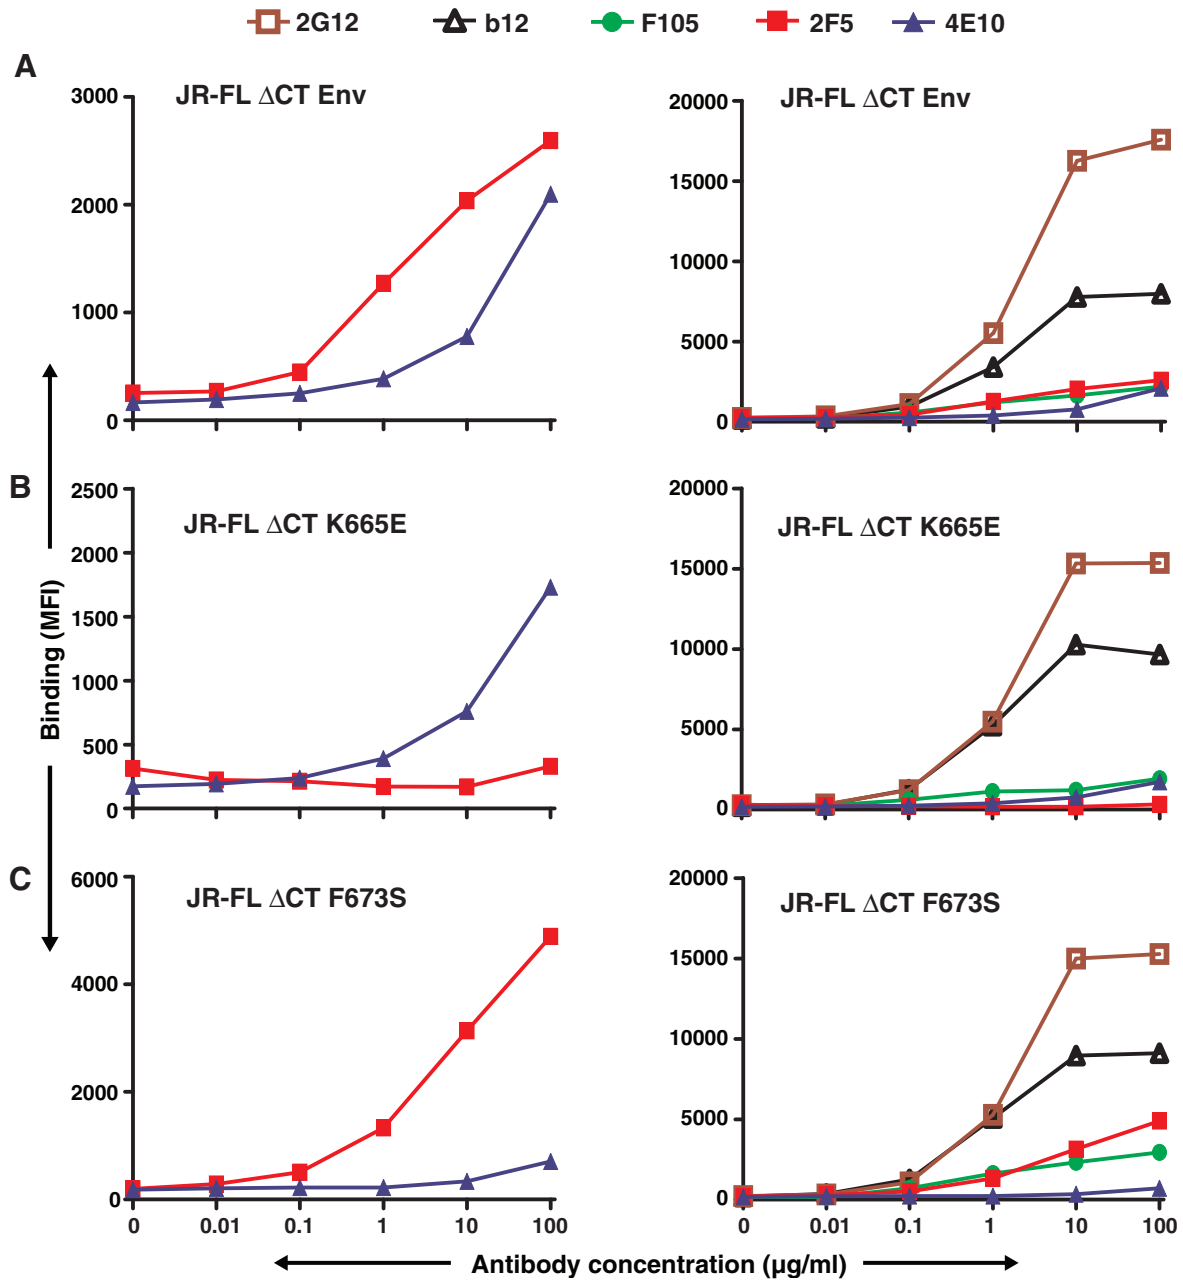 2G12 b12 F105 2F5 4E10
A
JR-FL ΔCT Env
3000
2000
1000
0
JR-FL ΔCT Env
20000
15000
10000
5000
0
B
JR-FL ΔCT K665E
2500
2000
1500
1000
500
0
JR-FL ΔCT K665E
20000
15000
10000
5000
0
Binding (MFI)
C
JR-FL ΔCT F673S
6000
4000
2000
0
0 0.01 0.1 1 10 100
JR-FL ΔCT F673S
20000
15000
10000
5000
0
0 0.01 0.1 1 10 100
Antibody concentration (µg/ml)